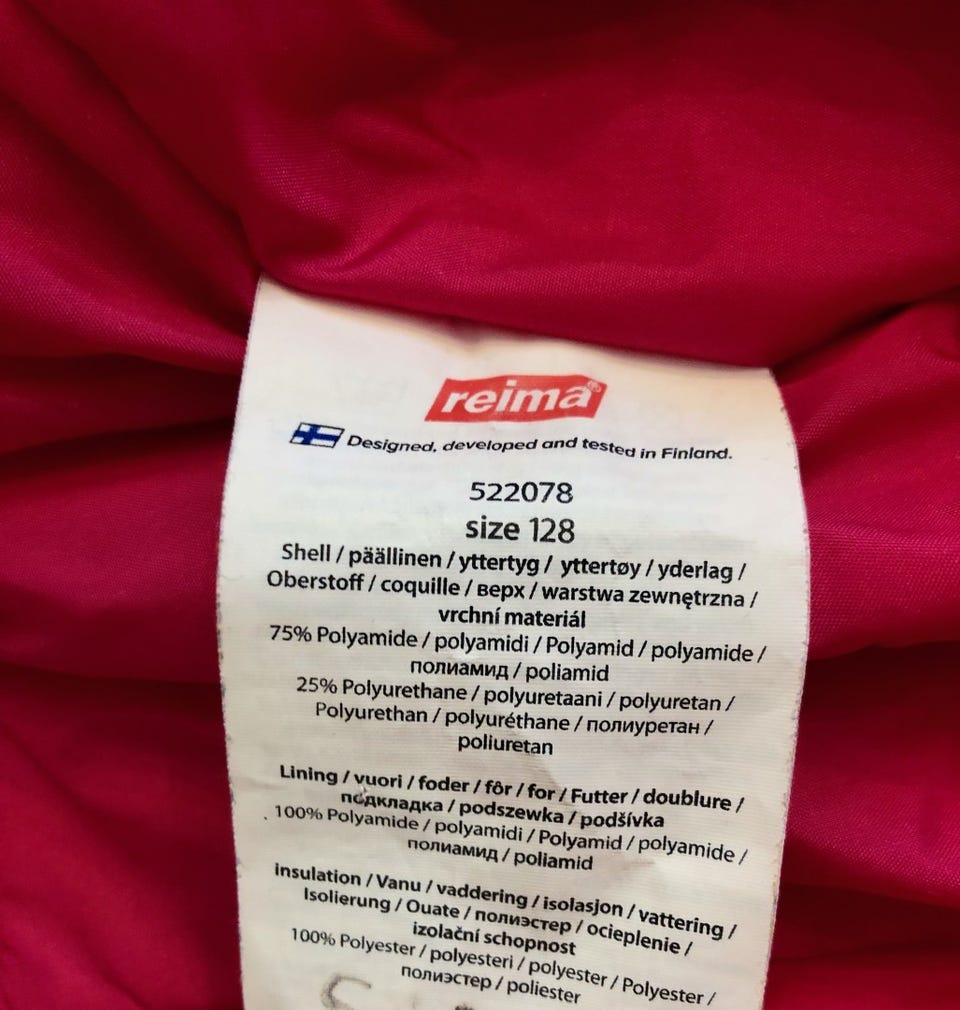 reima®
Designed, developed and tested in Finland.
522078
size 128
Shell / päällinen / yttertyg / yttertøy / yderlag /
Oberstoff / coquille / верх / warstwa zewnętrzna /
vrchní materiál
75% Polyamide / polyamidi / Polyamid / polyamide /
полиамид / poliamid
25% Polyurethane / polyuretaani / polyuretan /
Polyurethan / polyuréthane / полиуретан /
poliuretan
Lining / vuori / foder / fôr / for / Futter / doublure /
подкладка / podszewka / podšívka
100% Polyamide / polyamidi / Polyamid / polyamide /
полиамид / poliamid
insulation / Vanu / vaddering / isolasjon / vattering /
Isolierung / Ouate / полиэстер / ocieplenie /
izolační schopnost
100% Polyester / polyesteri / polyester / Polyester /
полиэстер / poliester